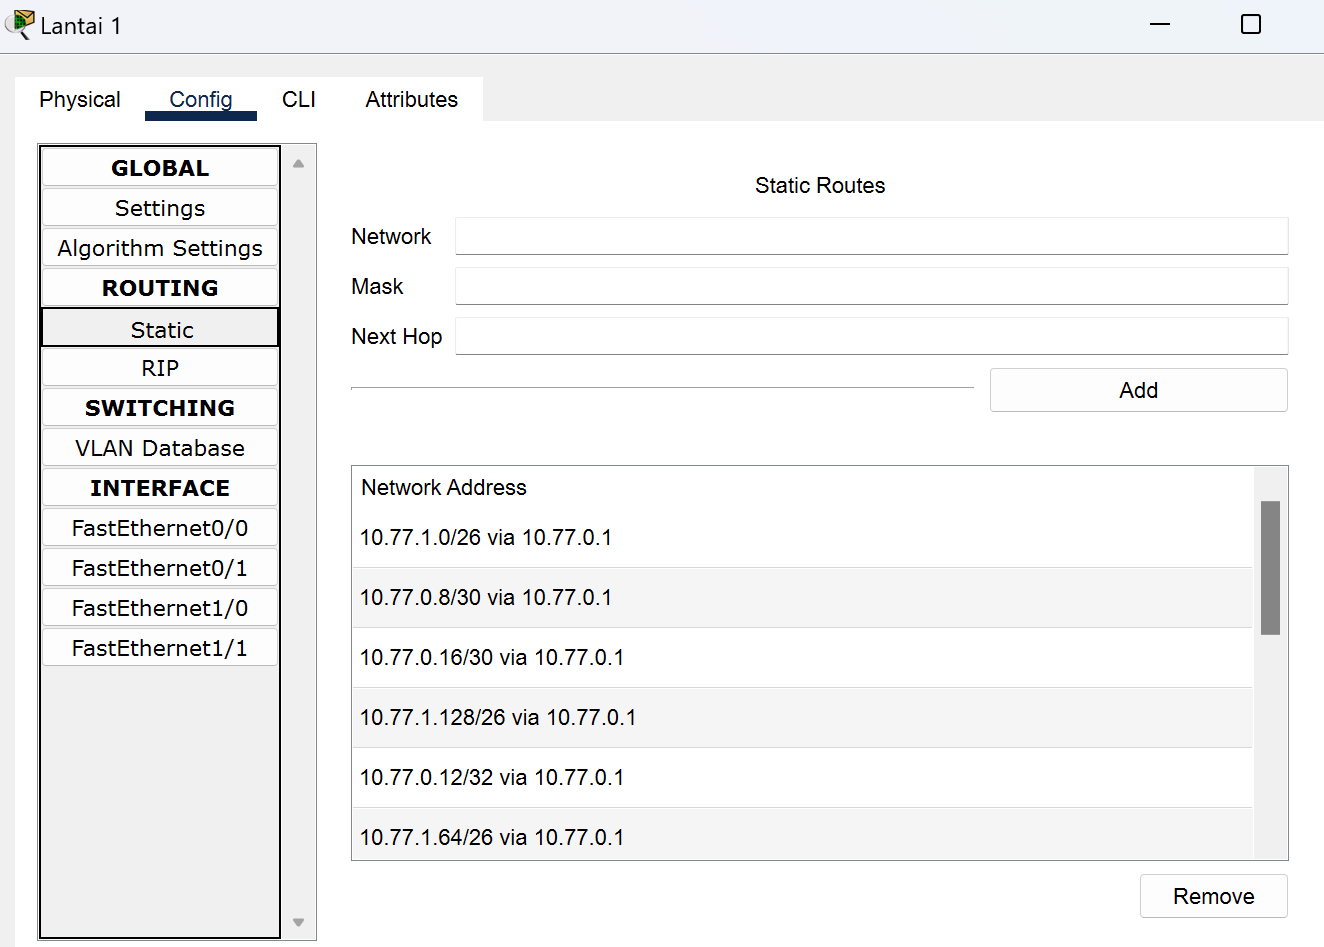 Lantai 1
Physical Config CLI Attributes
GLOBAL
Settings
Algorithm Settings
ROUTING
Static
RIP
SWITCHING
VLAN Database
INTERFACE
FastEthernet0/0
FastEthernet0/1
FastEthernet1/0
FastEthernet1/1
Static Routes
Network
Mask
Next Hop
Add
Network Address
10.77.1.0/26 via 10.77.0.1
10.77.0.8/30 via 10.77.0.1
10.77.0.16/30 via 10.77.0.1
10.77.1.128/26 via 10.77.0.1
10.77.0.12/32 via 10.77.0.1
10.77.1.64/26 via 10.77.0.1
Remove